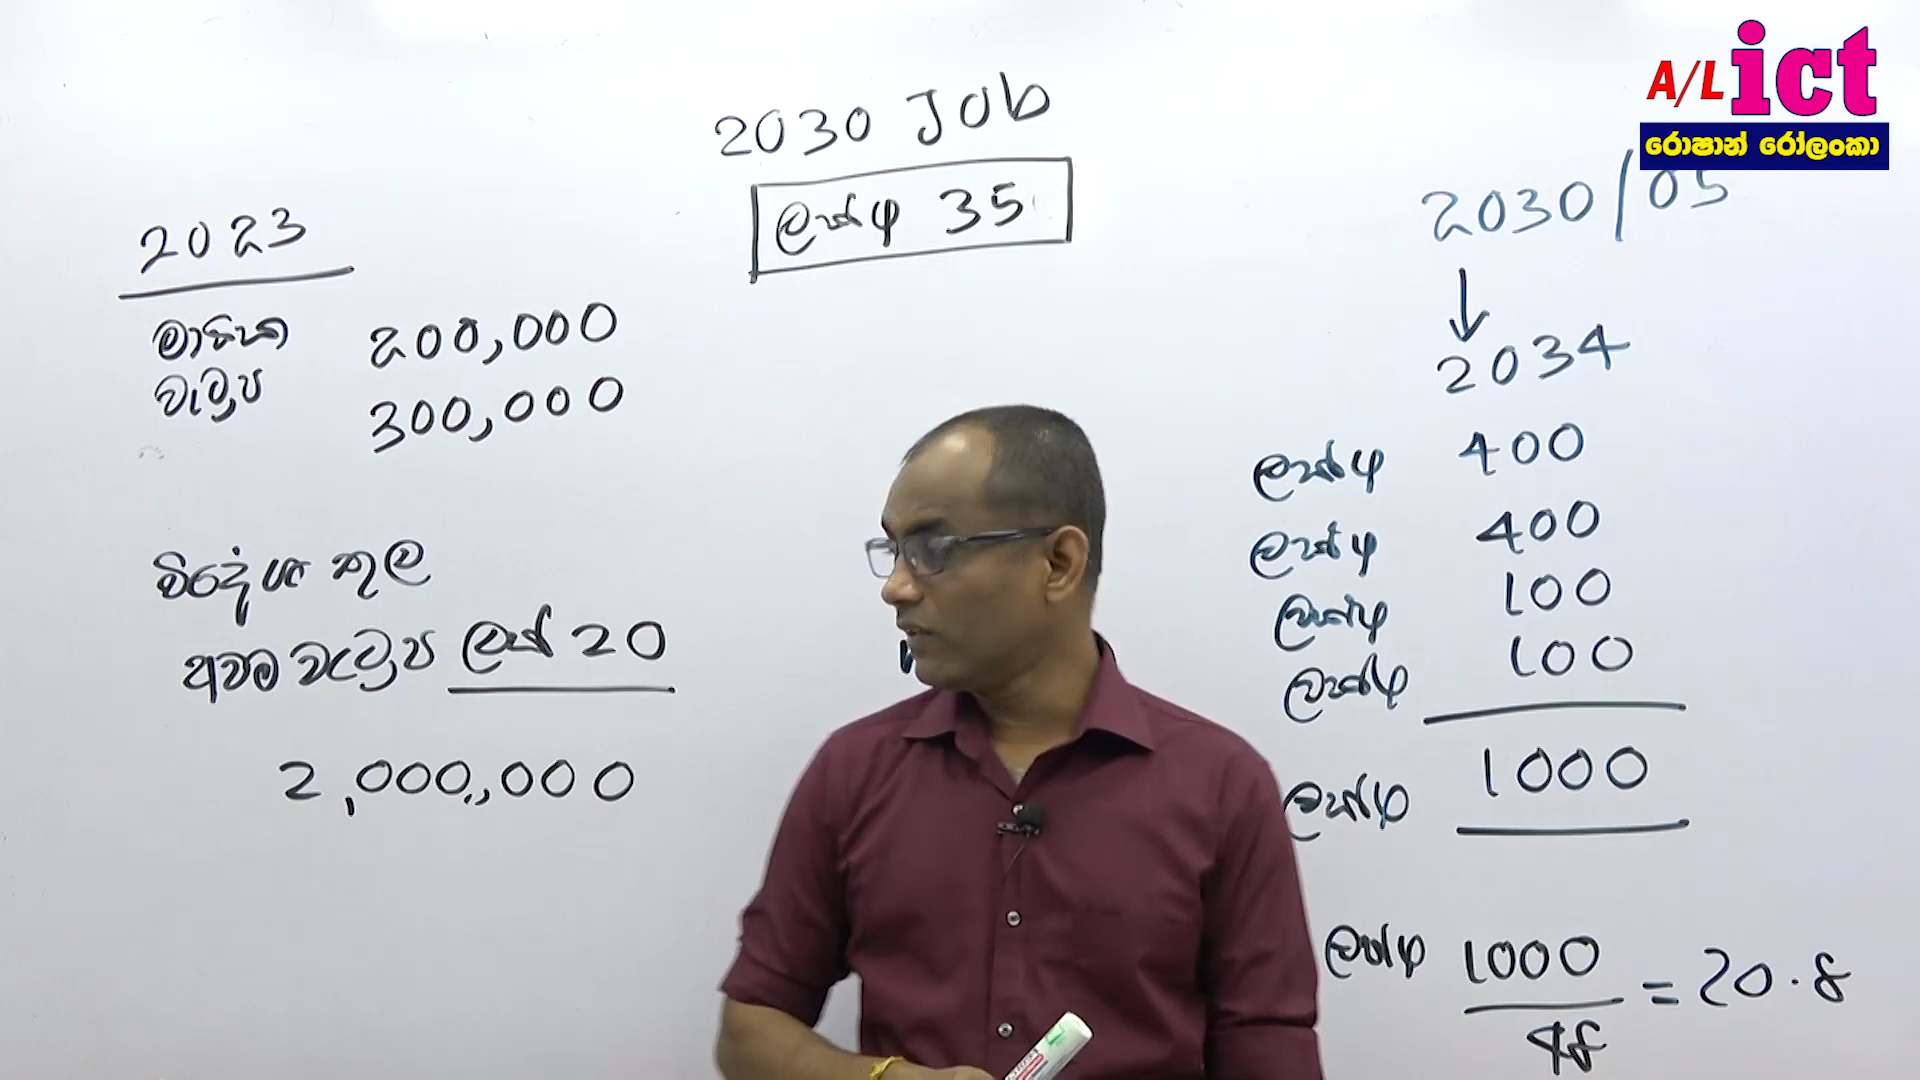 A/L ict
රොෂාන් රෝලංකා
2030 JOb
ලක්ෂ 35
2023
මාසික 200,000
වැටුප 300,000
විදේශ තුල
අවම වැටුප ලක්ෂ 20
2,000,000
2030/05
2034
ලක්ෂ 400
ලක්ෂ 400
ලක්ෂ 100
ලක්ෂ 100
ලක්ෂ 1000
ලක්ෂ 1000 = 20.8
48